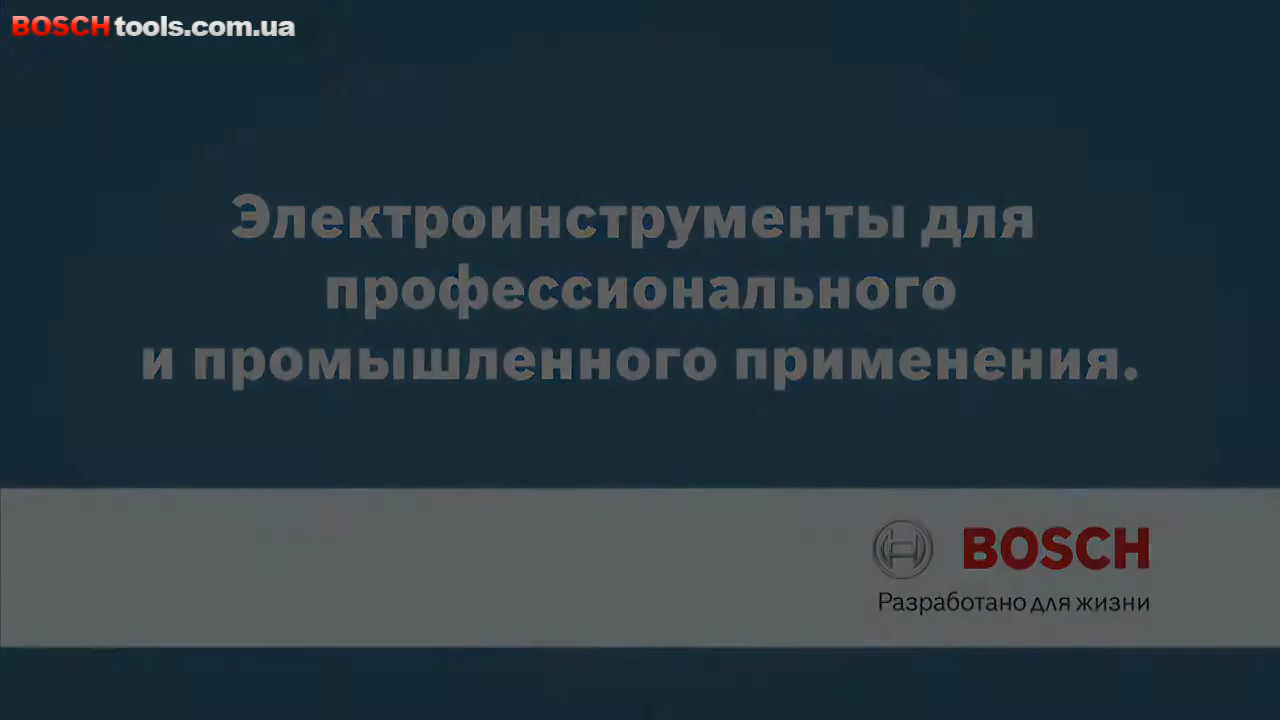 BOSCHtools.com.ua
Электроинструменты для
профессионального
и промышленного применения.
BOSCH
Разработано для жизни